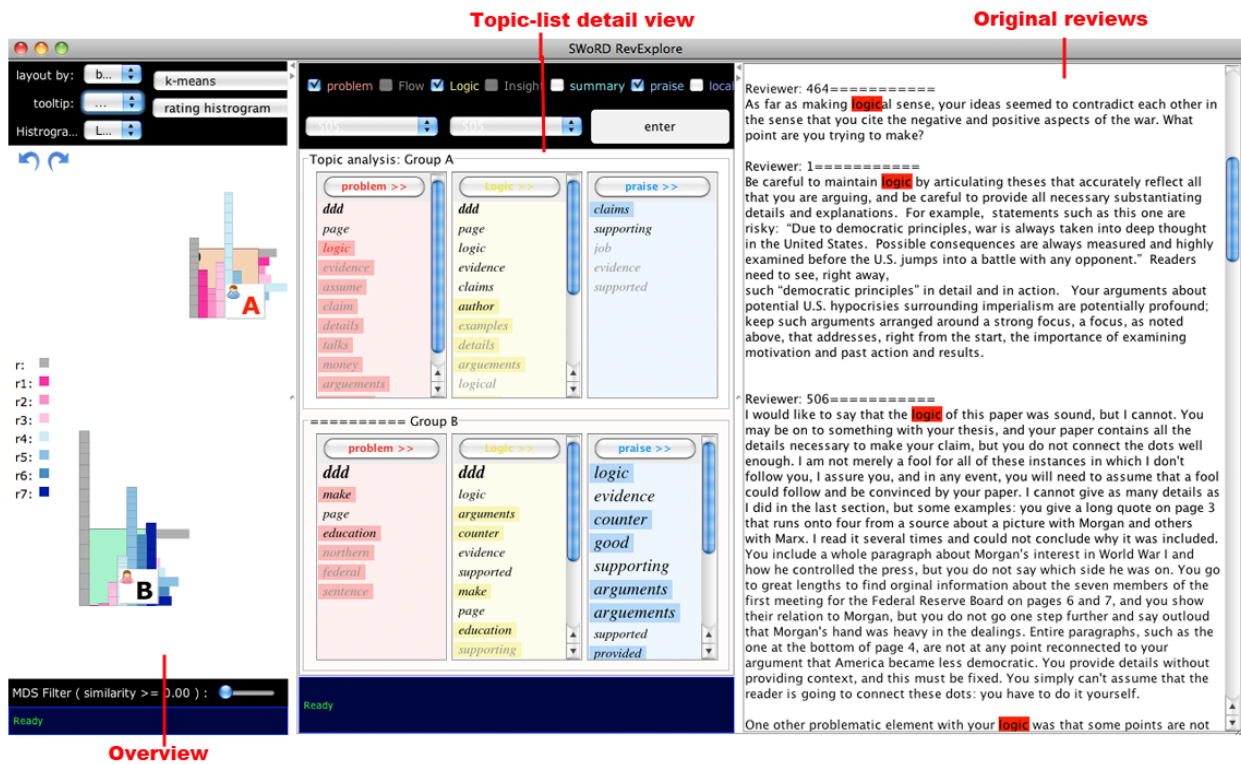 Topic-list detail view
Original reviews
SWoRD RevExplore
layout by:
b...
k-means
tooltip:
...
rating histrogram
Histrogra...
L...
problem
Flow
Logic
Insigh
summary
praise
local
SOS
SOS
enter
A
r:
r1:
r2:
r3:
r4:
r5:
r6:
r7:
B
MDS Filter ( similarity >= 0.00 ) :
Ready
Overview
Topic analysis: Group A
problem >>
ddd
page
logic
evidence
assume
claim
details
talks
money
arguements
Logic >>
ddd
page
logic
evidence
claims
author
examples
details
arguements
logical
praise >>
claims
supporting
job
evidence
supported
========== Group B
problem >>
ddd
make
page
education
northern
federal
sentence
Logic >>
ddd
logic
arguments
counter
evidence
supported
make
page
education
supporting
praise >>
logic
evidence
counter
good
supporting
arguments
arguements
supported
provided
Ready
Reviewer: 464===========
As far as making logical sense, your ideas seemed to contradict each other in
the sense that you cite the negative and positive aspects of the war. What
point are you trying to make?
Reviewer: 1===========
Be careful to maintain logic by articulating theses that accurately reflect all
that you are arguing, and be careful to provide all necessary substantiating
details and explanations.  For example,  statements such as this one are
risky:  “Due to democratic principles, war is always taken into deep thought
in the United States.  Possible consequences are always measured and highly
examined before the U.S. jumps into a battle with any opponent.”  Readers
need to see, right away,
such “democratic principles” in detail and in action.   Your arguments about
potential U.S. hypocrisies surrounding imperialism are potentially profound;
keep such arguments arranged around a strong focus, a focus, as noted
above, that addresses, right from the start, the importance of examining
motivation and past action and results.
Reviewer: 506===========
I would like to say that the logic of this paper was sound, but I cannot. You
may be on to something with your thesis, and your paper contains all the
details necessary to make your claim, but you do not connect the dots well
enough. I am not merely a fool for all of these instances in which I don't
follow you, I assure you, and in any event, you will need to assume that a fool
could follow and be convinced by your paper. I cannot give as many details as
I did in the last section, but some examples: you give a long quote on page 3
that runs onto four from a source about a picture with Morgan and others
with Marx. I read it several times and could not conclude why it was included.
You include a whole paragraph about Morgan's interest in World War I and
how he controlled the press, but you do not say which side he was on. You go
to great lengths to find orginal information about the seven members of the
first meeting for the Federal Reserve Board on pages 6 and 7, and you show
their relation to Morgan, but you do not go one step further and say outloud
that Morgan's hand was heavy in the dealings. Entire paragraphs, such as the
one at the bottom of page 4, are not at any point reconnected to your
argument that America became less democratic. You provide details without
providing context, and this must be fixed. You simply can't assume that the
reader is going to connect these dots: you have to do it yourself.
One other problematic element with your logic was that some points are not